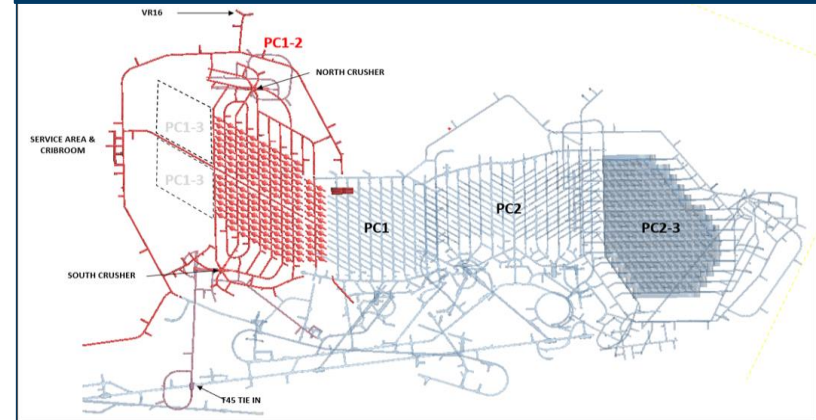 VR16
PC1-2
NORTH CRUSHER
PC1-3
SERVICE AREA &
CRIBROOM
PC1-3
PC1
PC2
PC2-3
SOUTH CRUSHER
T45 TIE IN